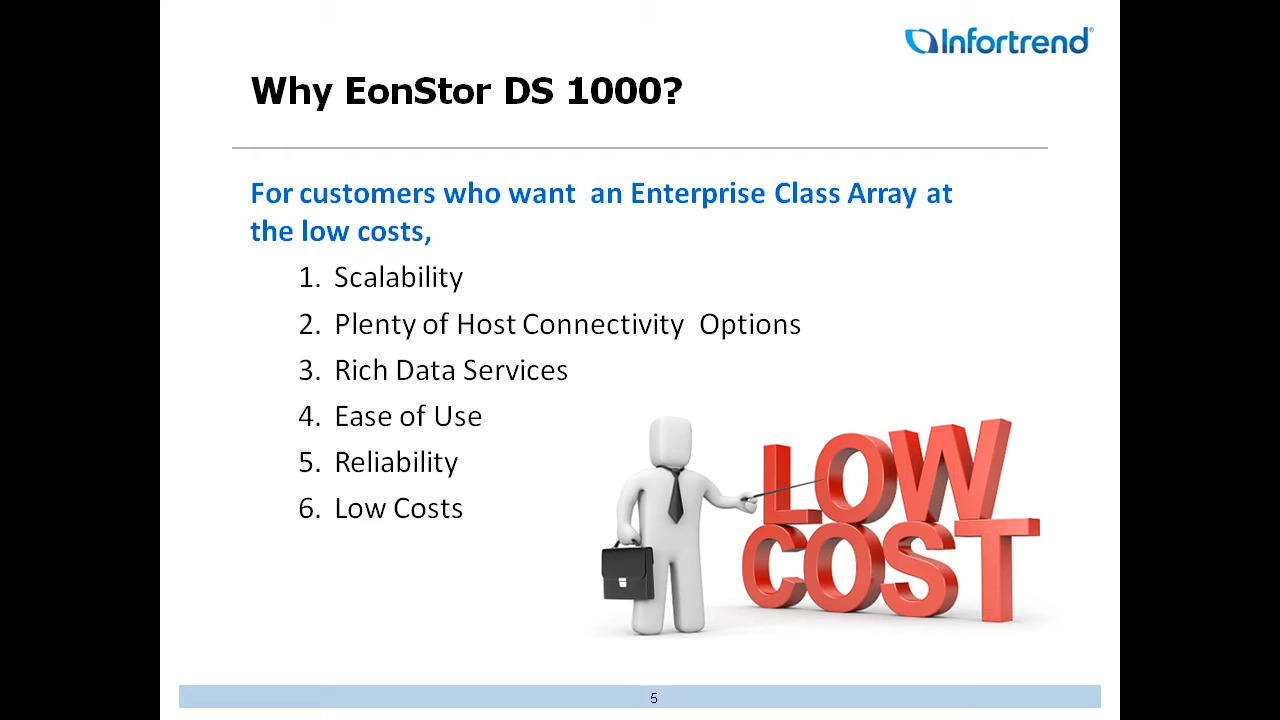 Infortrend®
Why EonStor DS 1000?
For customers who want an Enterprise Class Array at
the low costs,
1. Scalability
2. Plenty of Host Connectivity Options
3. Rich Data Services
4. Ease of Use
5. Reliability
6. Low Costs
LOW
COST
5